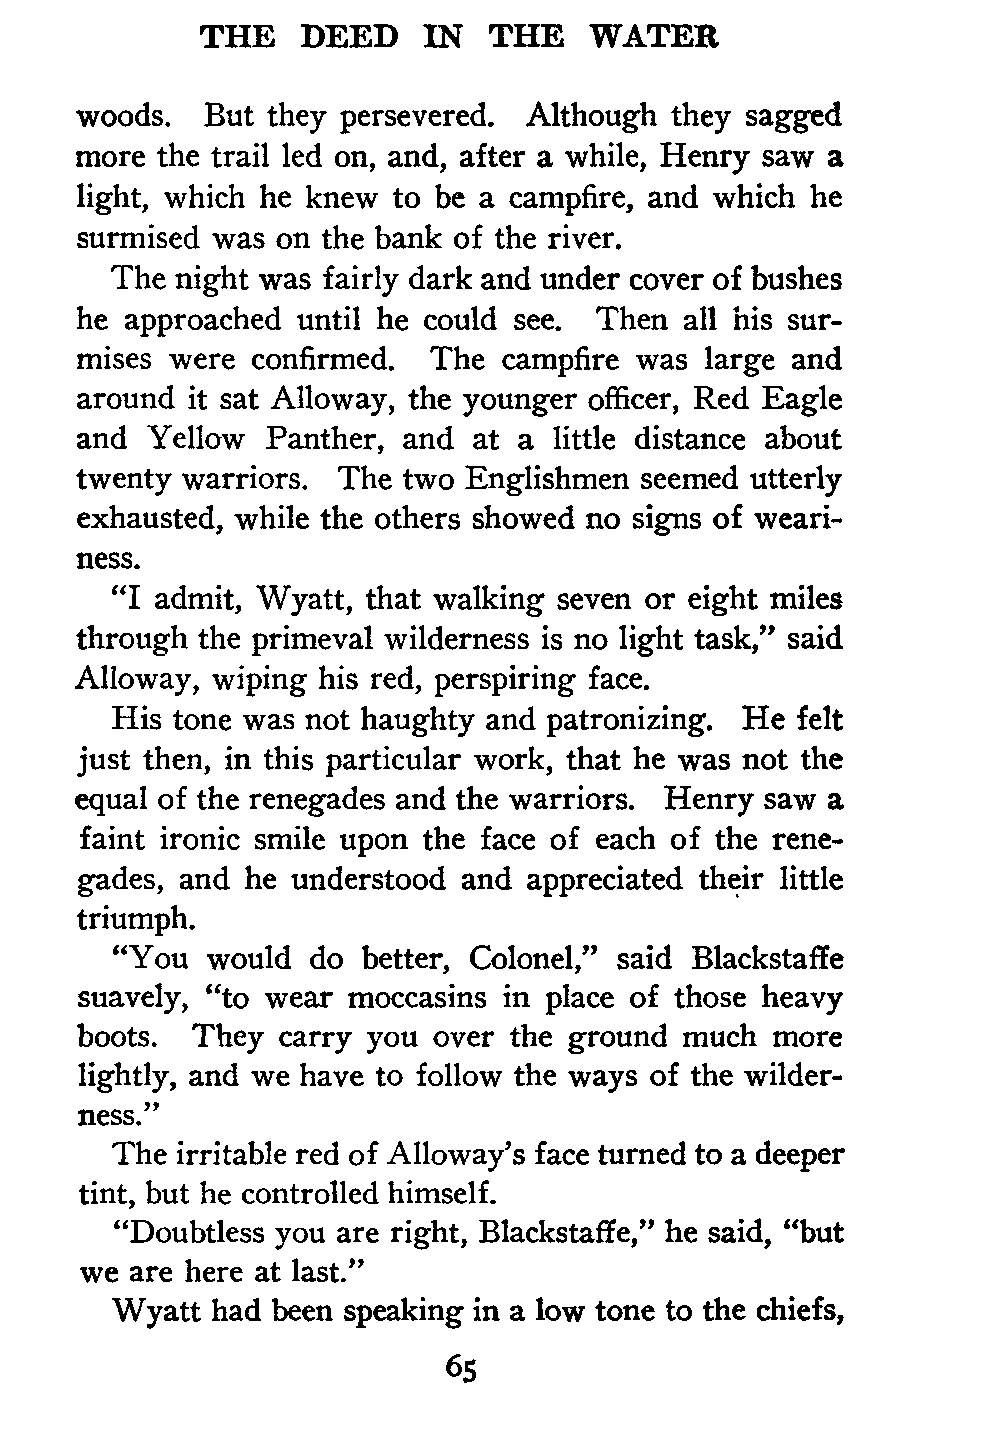 THE DEED IN THE WATER
woods. But they persevered. Although they sagged
more the trail led on, and, after a while, Henry saw a
light, which he knew to be a campfire, and which he
surmised was on the bank of the river.
The night was fairly dark and under cover of bushes
he approached until he could see. Then all his sur-
mises were confirmed. The campfire was large and
around it sat Alloway, the younger officer, Red Eagle
and Yellow Panther, and at a little distance about
twenty warriors. The two Englishmen seemed utterly
exhausted, while the others showed no signs of weari-
ness.
“I admit, Wyatt, that walking seven or eight miles
through the primeval wilderness is no light task,” said
Alloway, wiping his red, perspiring face.
His tone was not haughty and patronizing. He felt
just then, in this particular work, that he was not the
equal of the renegades and the warriors. Henry saw a
faint ironic smile upon the face of each of the rene-
gades, and he understood and appreciated their little
triumph.
“You would do better, Colonel,” said Blackstaffe
suavely, “to wear moccasins in place of those heavy
boots. They carry you over the ground much more
lightly, and we have to follow the ways of the wilder-
ness.”
The irritable red of Alloway’s face turned to a deeper
tint, but he controlled himself.
“Doubtless you are right, Blackstaffe,” he said, “but
we are here at last.”
Wyatt had been speaking in a low tone to the chiefs,
65